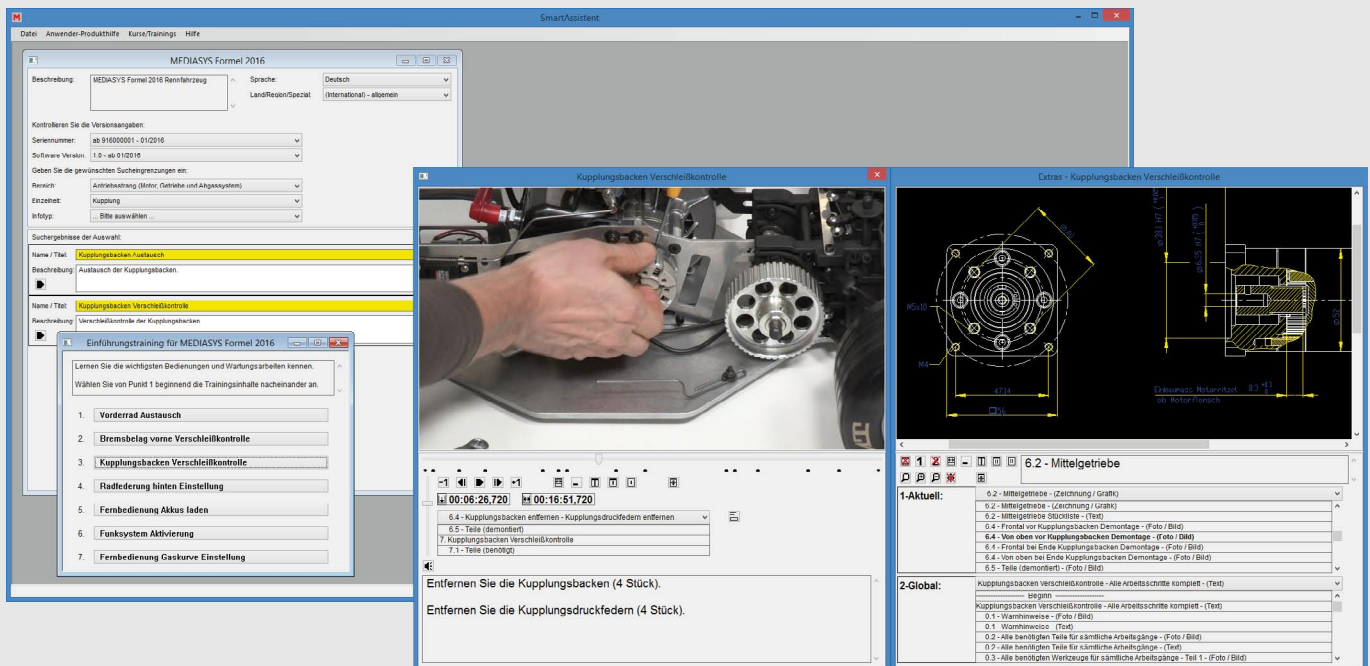 SmartAssistent
Datei Anwender-Produkthilfe Kurse/Trainings Hilfe
MEDIASYS Formel 2016
Beschreibung: MEDIASYS Formel 2016 Rennfahrzeug
Sprache: Deutsch
Land/Region/Spezial: (International) - allgemein
Kontrollieren Sie die Versionsangaben:
Seriennummer: ab 916000001 - 01/2016
Software Version: 1.0 - ab 01/2016
Geben Sie die gewünschten Sucheingrenzungen ein:
Bereich: Antriebsstrang (Motor, Getriebe und Abgassystem)
Einzelteil: Kupplung
Infotyp: ... Bitte auswählen ...
Suchergebnisse der Auswahl:
Name / Titel: Kupplungsbacken Austausch
Beschreibung: Austausch der Kupplungsbacken.
Name / Titel: Kupplungsbacken Verschleißkontrolle
Beschreibung: Verschleißkontrolle der Kupplungsbacken
Einführungstraining für MEDIASYS Formel 2016
Lernen Sie die wichtigsten Bedienungen und Wartungsarbeiten kennen.
Wählen Sie von Punkt 1 beginnend die Trainingsinhalte nacheinander an.
1. Vorderrad Austausch
2. Bremsbelag vorne Verschleißkontrolle
3. Kupplungsbacken Verschleißkontrolle
4. Radfederung hinten Einstellung
5. Fernbedienung Akkus laden
6. Funksystem Aktivierung
7. Fernbedienung Gaskurve Einstellung
Kupplungsbacken Verschleißkontrolle
-1 +1
00:06:26,720 00:16:51,720
6.4 - Kupplungsbacken entfernen - Kupplungsdruckfedern entfernen
6.5 - Teile (demontiert)
7. Kupplungsbacken Verschleißkontrolle
7.1 - Teile (benötigt)
Entfernen Sie die Kupplungsbacken (4 Stück).
Entfernen Sie die Kupplungsdruckfedern (4 Stück).
Extras - Kupplungsbacken Verschleißkontrolle
M5x10
M4
47.14
□56
Ø52
Einbaumass Motorritzel
ab Motorflansch
6.2 - Mittelgetriebe
1-Aktuell: 6.2 - Mittelgetriebe - (Zeichnung / Grafik)
6.2 - Mittelgetriebe - (Zeichnung / Grafik)
6.2 - Mittelgetriebe Stückliste - (Text)
6.4 - Frontal vor Kupplungsbacken Demontage - (Foto / Bild)
6.4 - Von oben vor Kupplungsbacken Demontage - (Foto / Bild)
6.4 - Frontal bei Ende Kupplungsbacken Demontage - (Foto / Bild)
6.4 - Von oben bei Ende Kupplungsbacken Demontage - (Foto / Bild)
6.5 - Teile (demontiert) - (Foto / Bild)
2-Global: Kupplungsbacken Verschleißkontrolle - Alle Arbeitsschritte komplett - (Text)
-------------------- Beginn --------------------
Kupplungsbacken Verschleißkontrolle - Alle Arbeitsschritte komplett - (Text)
0.1 - Warnhinweise - (Foto / Bild)
0.1 - Warnhinweise - (Text)
0.2 - Alle benötigten Teile für sämtliche Arbeitsgänge - (Foto / Bild)
0.2 - Alle benötigten Teile für sämtliche Arbeitsgänge - (Text)
0.3 - Alle benötigten Werkzeuge für sämtliche Arbeitsgänge - Teil 1 - (Foto / Bild)